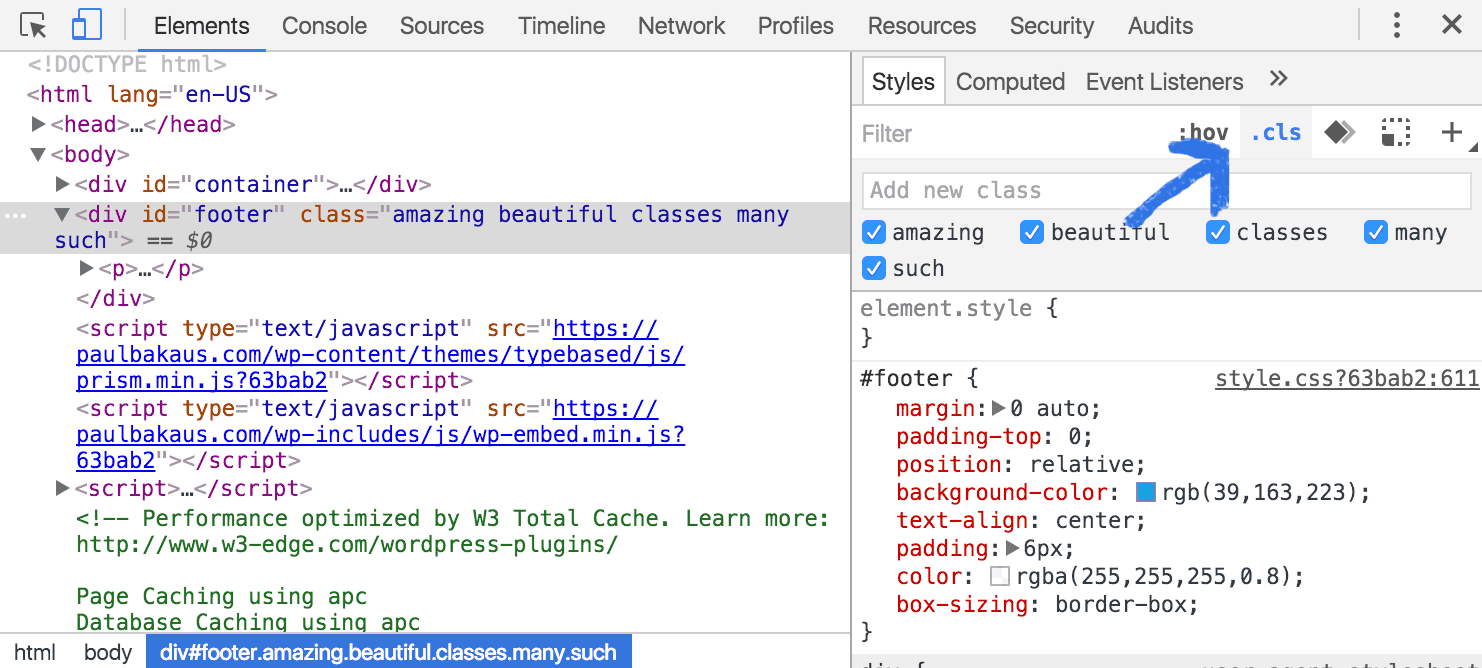 Elements Console Sources Timeline Network Profiles Resources Security Audits
<!DOCTYPE html>
<html lang="en-US">
▶<head>…</head>
▼<body>
▶<div id="container">…</div>
▼<div id="footer" class="amazing beautiful classes many
such"> == $0
▶<p>…</p>
</div>
<script type="text/javascript" src="https://
paulbakaus.com/wp-content/themes/typebased/js/
prism.min.js?63bab2"></script>
<script type="text/javascript" src="https://
paulbakaus.com/wp-includes/js/wp-embed.min.js?
63bab2"></script>
▶<script>…</script>
<!-- Performance optimized by W3 Total Cache. Learn more:
http://www.w3-edge.com/wordpress-plugins/
Page Caching using apc
Database Caching using apc
html body div#footer.amazing.beautiful.classes.many.such
Styles Computed Event Listeners »
Filter :hov .cls +
Add new class
amazing beautiful classes many
such
element.style {
}
#footer { style.css?63bab2:611
margin:▶0 auto;
padding-top: 0;
position: relative;
background-color: rgb(39,163,223);
text-align: center;
padding:▶6px;
color: rgba(255,255,255,0.8);
box-sizing: border-box;
}
div { user agent stylesheet